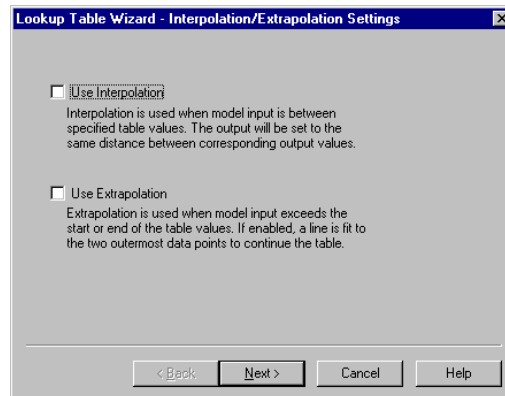 Lookup Table Wizard - Interpolation/Extrapolation Settings
Use Interpolation
Interpolation is used when model input is between
specified table values. The output will be set to the
same distance between corresponding output values.
Use Extrapolation
Extrapolation is used when model input exceeds the
start or end of the table values. If enabled, a line is fit to
the two outermost data points to continue the table.
< Back Next > Cancel Help